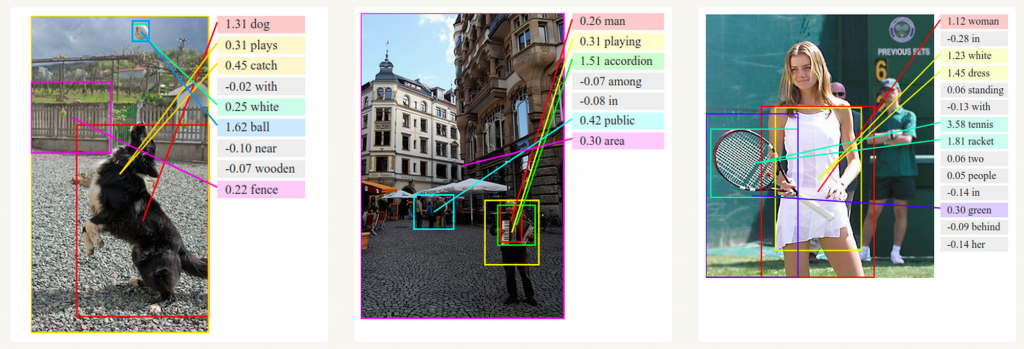 1.31 dog
0.31 plays
0.45 catch
-0.02 with
0.25 white
1.62 ball
-0.10 near
-0.07 wooden
0.22 fence
0.26 man
0.31 playing
1.51 accordion
-0.07 among
-0.08 in
0.42 public
0.30 area
PREVIOUS SETS
6
1.12 woman
-0.28 in
1.23 white
1.45 dress
0.06 standing
-0.13 with
3.58 tennis
1.81 racket
0.06 two
0.05 people
-0.14 in
0.30 green
-0.09 behind
-0.14 her